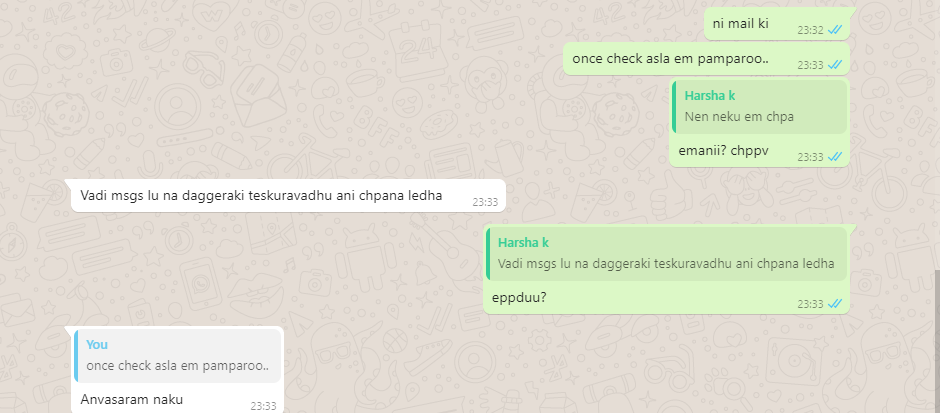 ni mail ki
23:32
once check asla em pamparoo..
23:33
Harsha k
Nen neku em chpa
emanii? chppv
23:33
Vadi msgs lu na daggeraki teskuravadhu ani chpana ledha
23:33
Harsha k
Vadi msgs lu na daggeraki teskuravadhu ani chpana ledha
eppduu?
23:33
You
once check asla em pamparoo..
Anvasaram naku
23:33